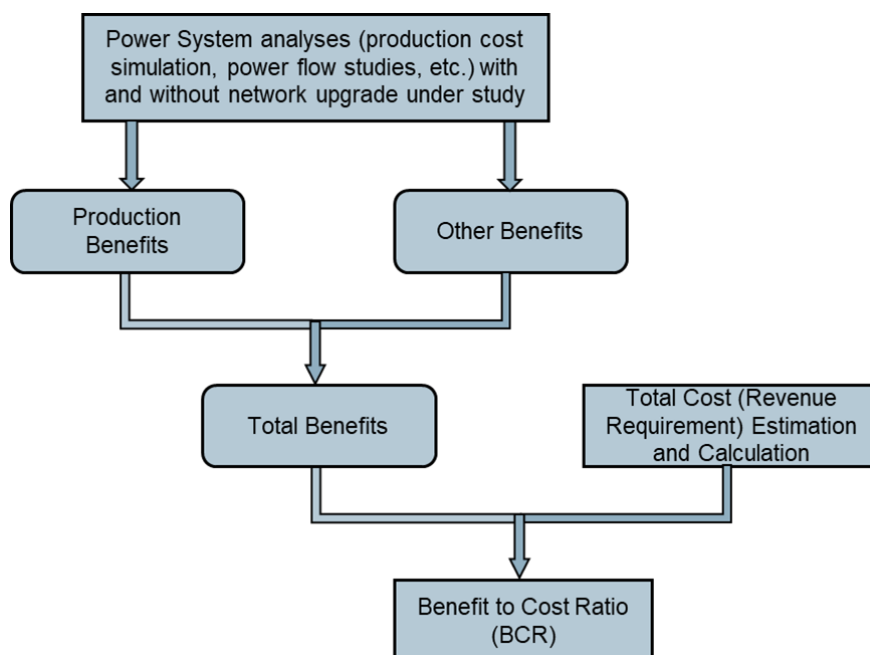 Power System analyses (production cost
simulation, power flow studies, etc.) with
and without network upgrade under study
Production
Benefits
Other Benefits
Total Benefits
Total Cost (Revenue
Requirement) Estimation
and Calculation
Benefit to Cost Ratio
(BCR)